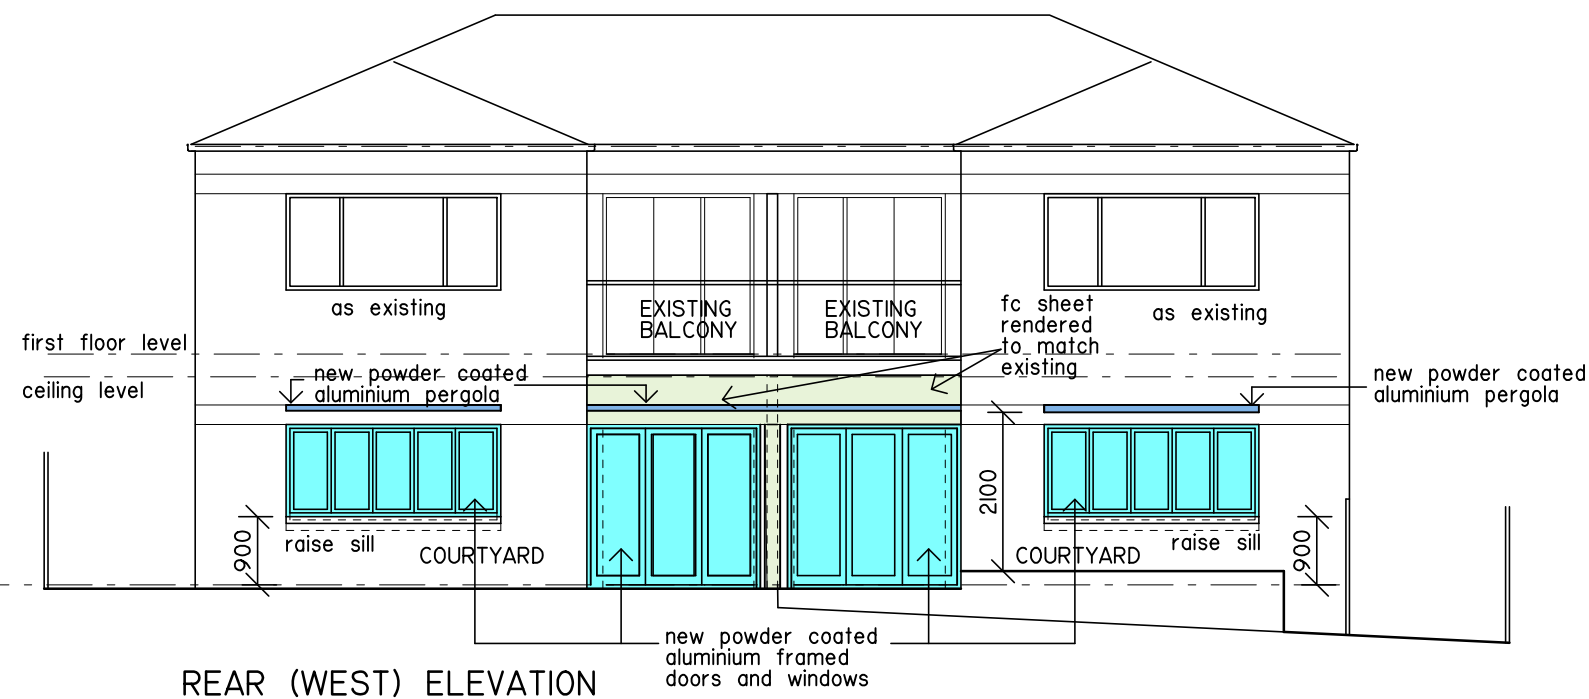 as existing
EXISTING
BALCONY
EXISTING
BALCONY
fc sheet
rendered
to match
existing
as existing
first floor level
ceiling level
new powder coated
aluminium pergola
new powder coated
aluminium pergola
2100
900
raise sill
COURTYARD
COURTYARD
raise sill
900
new powder coated
aluminium framed
doors and windows
REAR (WEST) ELEVATION